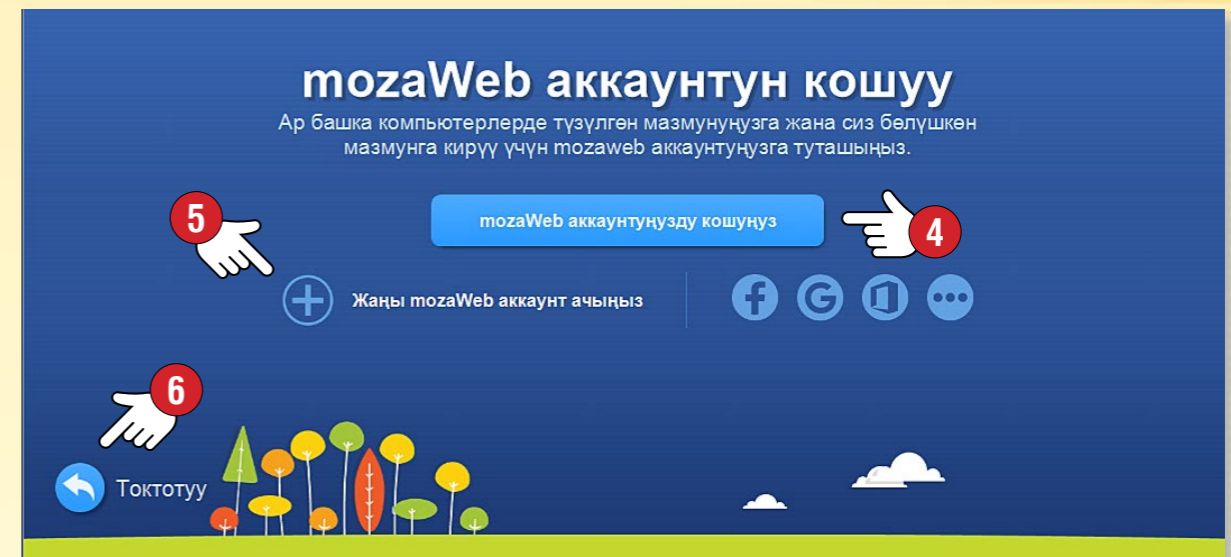 mozaWeb аккаунтун кошуу
Ар башка компьютерлерде түзүлгөн мазмунуңузга жана сиз бөлүшкөн
мазмунга кирүү үчүн mozaweb аккаунтуңузга туташыңыз.
5
mozaWeb аккаунтуңузду кошуңуз
4
Жаңы mozaWeb аккаунт ачыңыз
6
Токтотуу